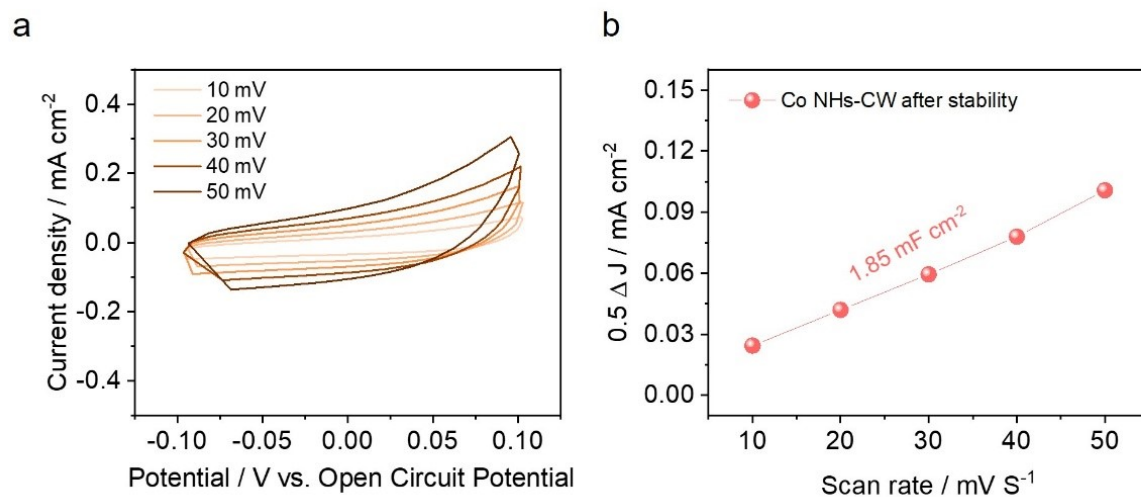 a
Current density / mA cm⁻²
0.4
0.2
0.0
-0.2
-0.4
10 mV
20 mV
30 mV
40 mV
50 mV
-0.10
-0.05
0.00
0.05
0.10
Potential / V vs. Open Circuit Potential
b
0.5 Δ J / mA cm⁻²
0.15
0.12
0.09
0.06
0.03
0.00
Co NHs-CW after stability
1.85 mF cm⁻²
10
20
30
40
50
Scan rate / mV S⁻¹